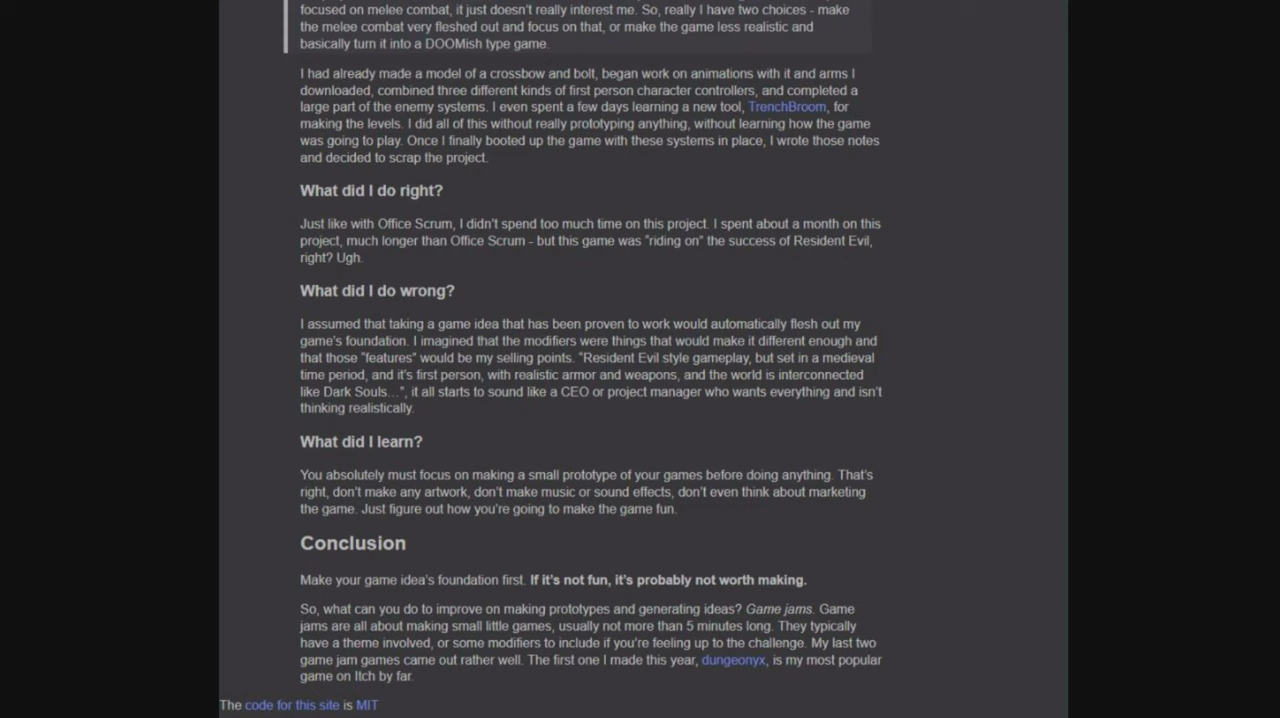 focused on melee combat, it just doesn't really interest me. So, really I have two choices - make
the melee combat very fleshed out and focus on that, or make the game less realistic and
basically turn it into a DOOMish type game.
I had already made a model of a crossbow and bolt, began work on animations with it and arms I
downloaded, combined three different kinds of first person character controllers, and completed a
large part of the enemy systems. I even spent a few days learning a new tool, TrenchBroom, for
making the levels. I did all of this without really prototyping anything, without learning how the game
was going to play. Once I finally booted up the game with these systems in place, I wrote those notes
and decided to scrap the project.
What did I do right?
Just like with Office Scrum, I didn't spend too much time on this project. I spent about a month on this
project, much longer than Office Scrum - but this game was "riding on" the success of Resident Evil,
right? Ugh.
What did I do wrong?
I assumed that taking a game idea that has been proven to work would automatically flesh out my
game's foundation. I imagined that the modifiers were things that would make it different enough and
that those "features" would be my selling points. "Resident Evil style gameplay, but set in a medieval
time period, and it's first person, with realistic armor and weapons, and the world is interconnected
like Dark Souls…", it all starts to sound like a CEO or project manager who wants everything and isn't
thinking realistically.
What did I learn?
You absolutely must focus on making a small prototype of your games before doing anything. That's
right, don't make any artwork, don't make music or sound effects, don't even think about marketing
the game. Just figure out how you're going to make the game fun.
Conclusion
Make your game idea's foundation first. If it's not fun, it's probably not worth making.
So, what can you do to improve on making prototypes and generating ideas? Game jams. Game
jams are all about making small little games, usually not more than 5 minutes long. They typically
have a theme involved, or some modifiers to include if you're feeling up to the challenge. My last two
game jam games came out rather well. The first one I made this year, dungeonyx, is my most popular
game on Itch by far.
The code for this site is MIT